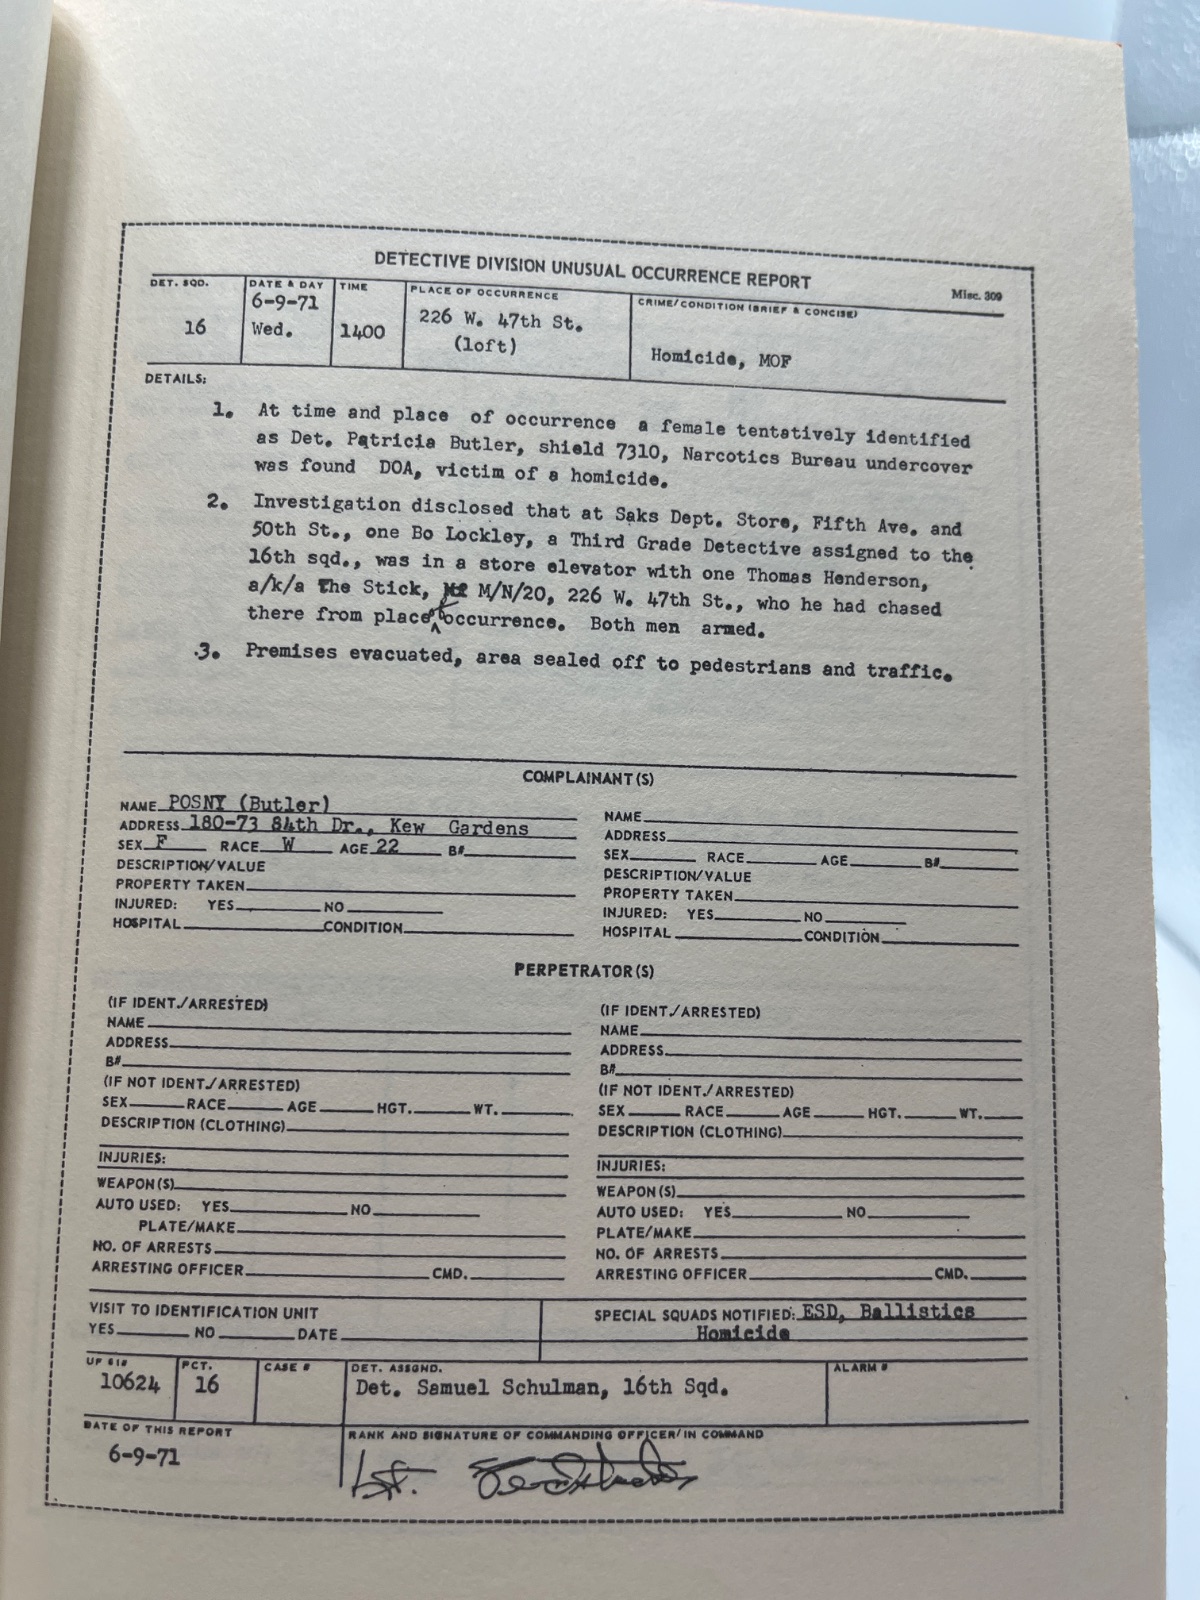 DETECTIVE DIVISION UNUSUAL OCCURRENCE REPORT
Misc. 309
DET. SQD.
16
DATE & DAY
6-9-71
Wed.
TIME
1400
PLACE OF OCCURRENCE
226 W. 47th St.
(loft)
CRIME/CONDITION (BRIEF & CONCISE)
Homicide, MOF
DETAILS:
1. At time and place of occurrence a female tentatively identified
as Det. Patricia Butler, shield 7310, Narcotics Bureau undercover
was found DOA, victim of a homicide.
2. Investigation disclosed that at Saks Dept. Store, Fifth Ave. and
50th St., one Bo Lockley, a Third Grade Detective assigned to the
16th sqd., was in a store elevator with one Thomas Henderson,
a/k/a The Stick, M/N/20, 226 W. 47th St., who he had chased
there from place of occurrence. Both men armed.
3. Premises evacuated, area sealed off to pedestrians and traffic.
COMPLAINANT(S)
NAME POSNY (Butler)
ADDRESS 180-73 84th Dr., Kew Gardens
SEX F RACE W AGE 22 B#
DESCRIPTION/VALUE
PROPERTY TAKEN
INJURED: YES NO
HOSPITAL CONDITION
NAME
ADDRESS
SEX RACE AGE B#
DESCRIPTION/VALUE
PROPERTY TAKEN
INJURED: YES NO
HOSPITAL CONDITION
PERPETRATOR(S)
(IF IDENT./ARRESTED)
NAME
ADDRESS
B#
(IF NOT IDENT./ARRESTED)
SEX RACE AGE HGT. WT.
DESCRIPTION (CLOTHING)
INJURIES:
WEAPON(S)
AUTO USED: YES NO
PLATE/MAKE
NO. OF ARRESTS
ARRESTING OFFICER CMD.
(IF IDENT./ARRESTED)
NAME
ADDRESS
B#
(IF NOT IDENT./ARRESTED)
SEX RACE AGE HGT. WT.
DESCRIPTION (CLOTHING)
INJURIES:
WEAPON(S)
AUTO USED: YES NO
PLATE/MAKE
NO. OF ARRESTS
ARRESTING OFFICER CMD.
VISIT TO IDENTIFICATION UNIT
YES NO DATE
SPECIAL SQUADS NOTIFIED: ESD, Ballistics
Homicide
UF 61#
10624
PCT.
16
CASE #
DET. ASSGND.
Det. Samuel Schulman, 16th Sqd.
ALARM #
DATE OF THIS REPORT
6-9-71
RANK AND SIGNATURE OF COMMANDING OFFICER/IN COMMAND
Lt.